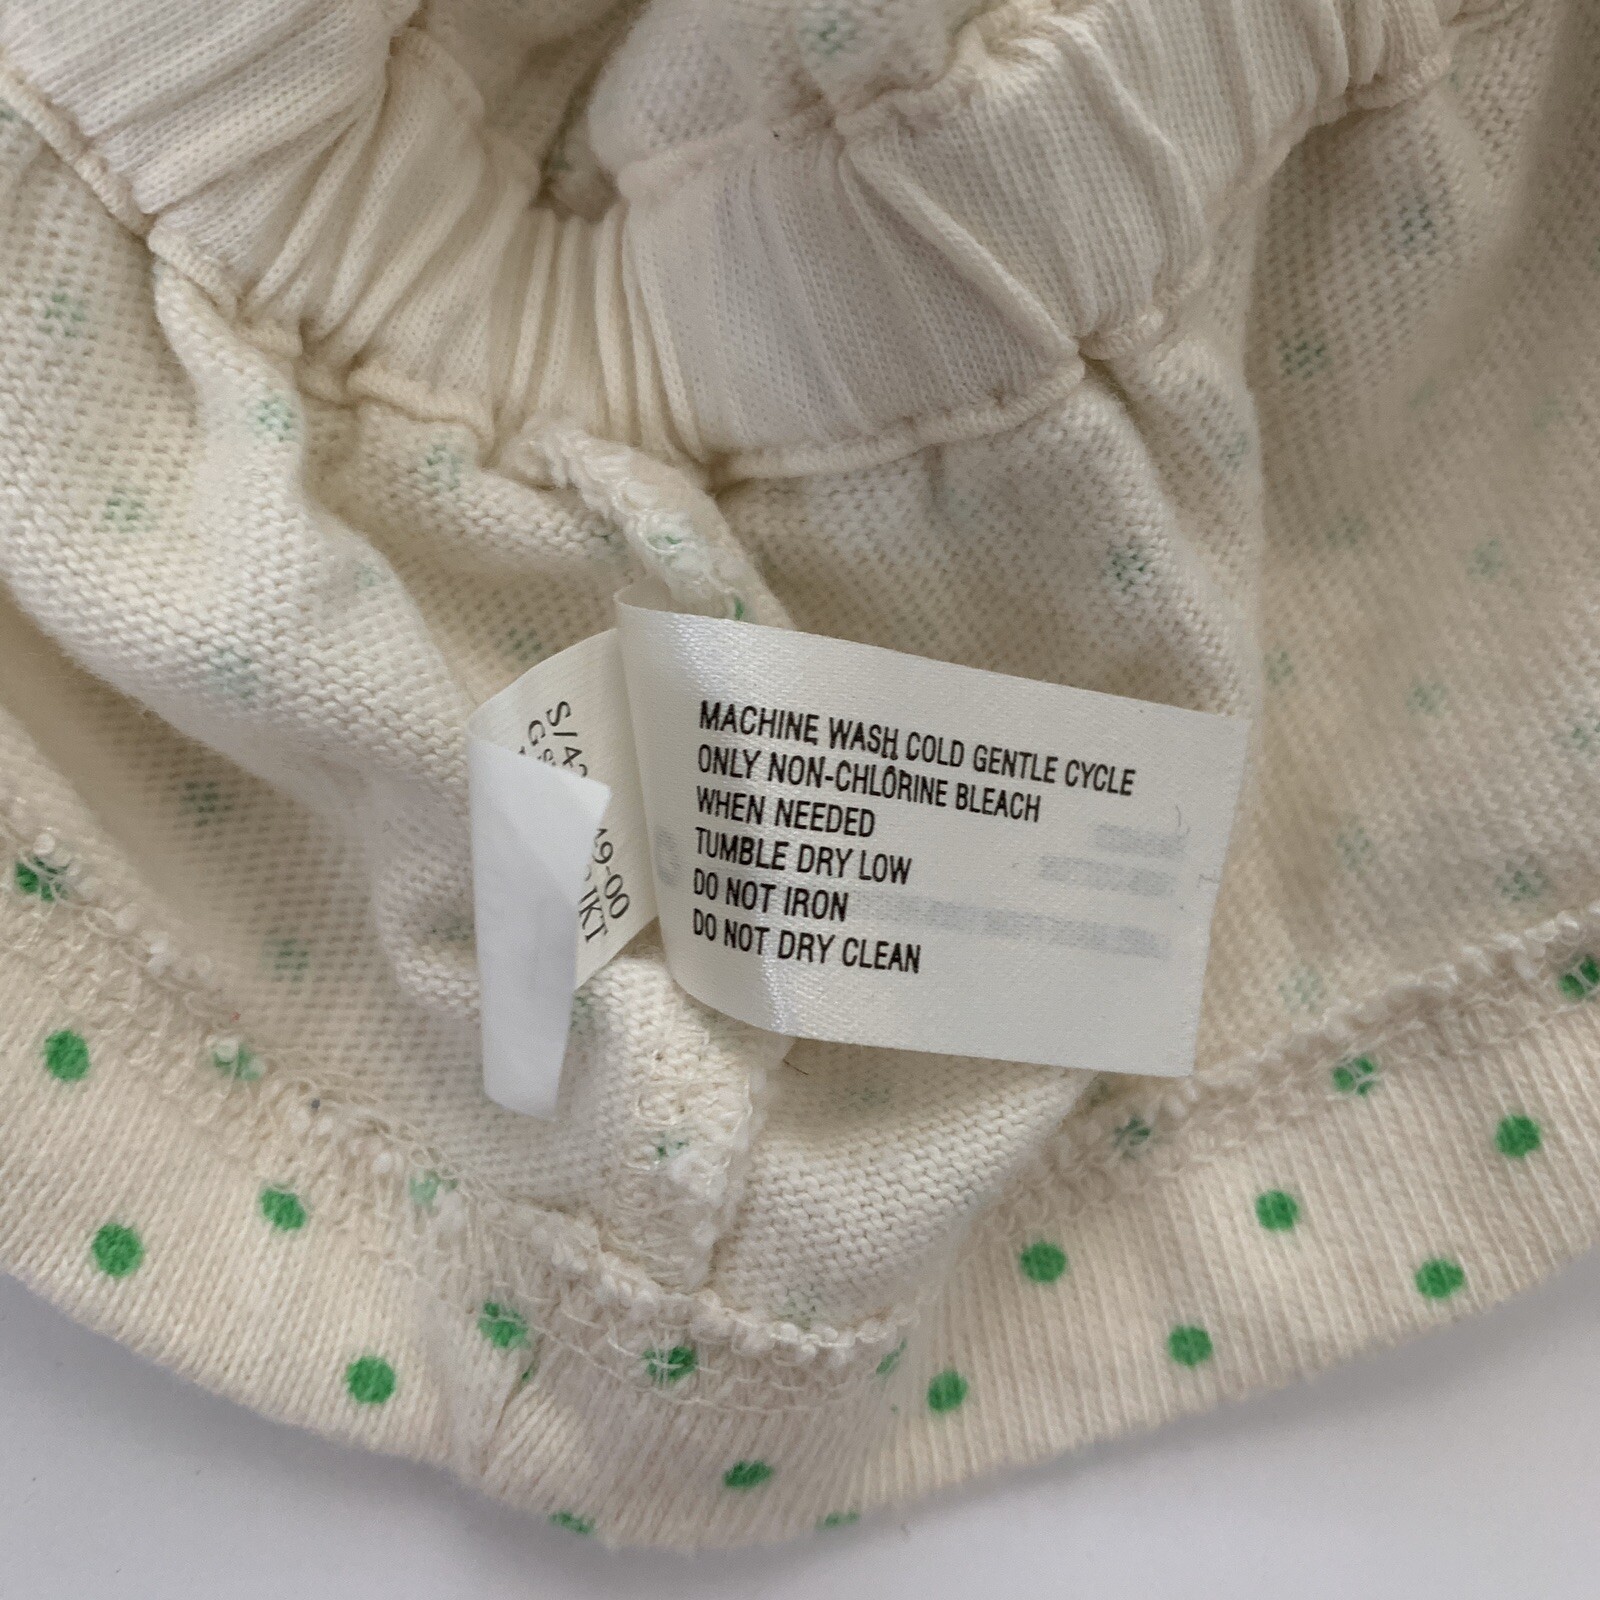 MACHINE WASH COLD GENTLE CYCLE
ONLY NON-CHLORINE BLEACH
WHEN NEEDED
TUMBLE DRY LOW
DO NOT IRON
DO NOT DRY CLEAN